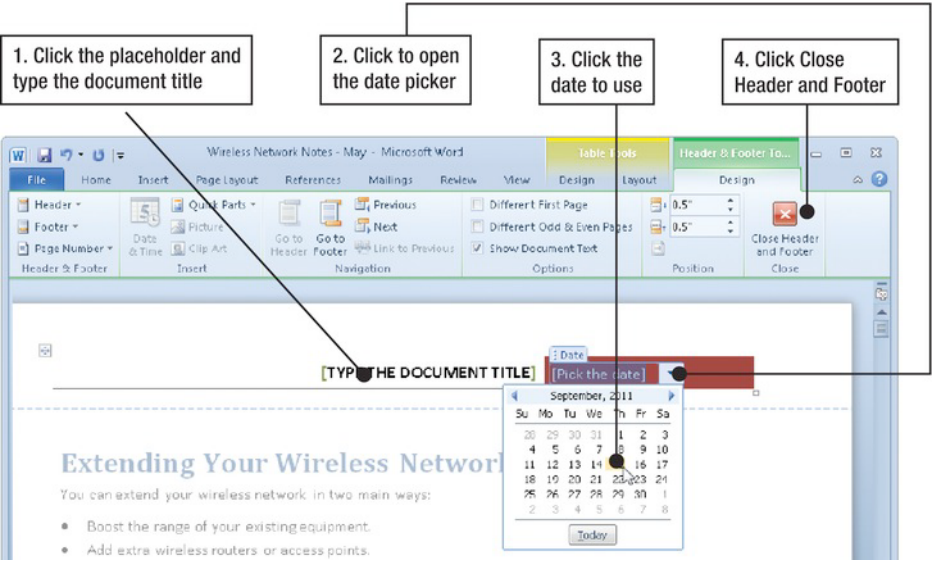 1. Click the placeholder and
type the document title
2. Click to open
the date picker
3. Click the
date to use
4. Click Close
Header and Footer
Wireless Network Notes - May - Microsoft Word
Table Tools
Header & Footer To...
File Home Insert Page Layout References Mailings Review View Design Layout Design
Header
Footer
Page Number
Header & Footer
Date
& Time
Quick Parts
Picture
Clip Art
Insert
Go to
Header
Go to
Footer
Previous
Next
Link to Previous
Navigation
Different First Page
Different Odd & Even Pages
Show Document Text
Options
0.5"
0.5"
Position
Close Header
and Footer
Close
Date
[TYPE THE DOCUMENT TITLE] [Pick the date]
September, 2011
Su Mo Tu We Th Fr Sa
28 29 30 31 1 2 3
4 5 6 7 8 9 10
11 12 13 14 16 17
18 19 20 21 22 23 24
25 26 27 28 29 30 1
2 3 4 5 6 7 8
Today
Extending Your Wireless Network
You can extend your wireless network in two main ways:
• Boost the range of your existing equipment.
• Add extra wireless routers or access points.